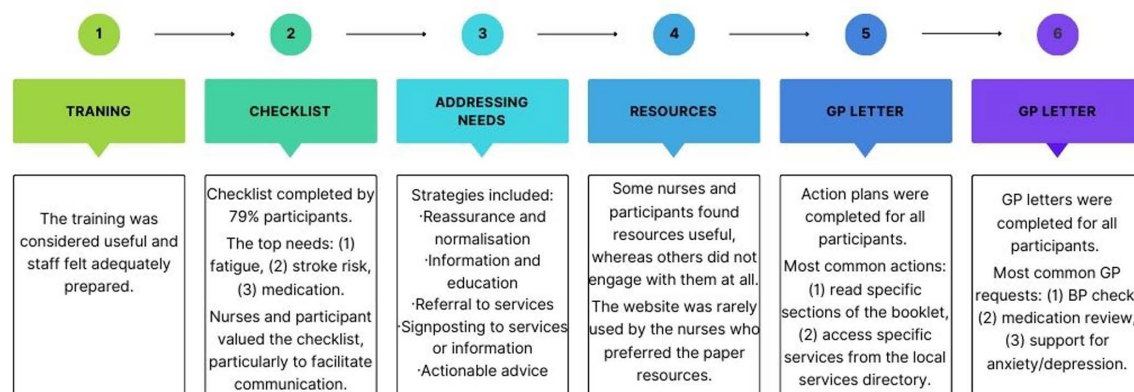 1
2
3
4
5
6
TRANING
CHECKLIST
ADDRESSING
NEEDS
RESOURCES
GP LETTER
GP LETTER
The training was
considered useful and
staff felt adequately
prepared.
Checklist completed by
79% participants.
The top needs: (1)
fatigue, (2) stroke risk,
(3) medication.
Nurses and participant
valued the checklist,
particularly to facilitate
communication.
Strategies included:
·Reassurance and
normalisation
·Information and
education
·Referral to services
·Signposting to services
or information
·Actionable advice
Some nurses and
participants found
resources useful,
whereas others did not
engage with them at all.
The website was rarely
used by the nurses who
preferred the paper
resources.
Action plans were
completed for all
participants.
Most common actions:
(1) read specific
sections of the booklet,
(2) access specific
services from the local
services directory.
GP letters were
completed for all
participants.
Most common GP
requests: (1) BP check
(2) medication review,
(3) support for
anxiety/depression.